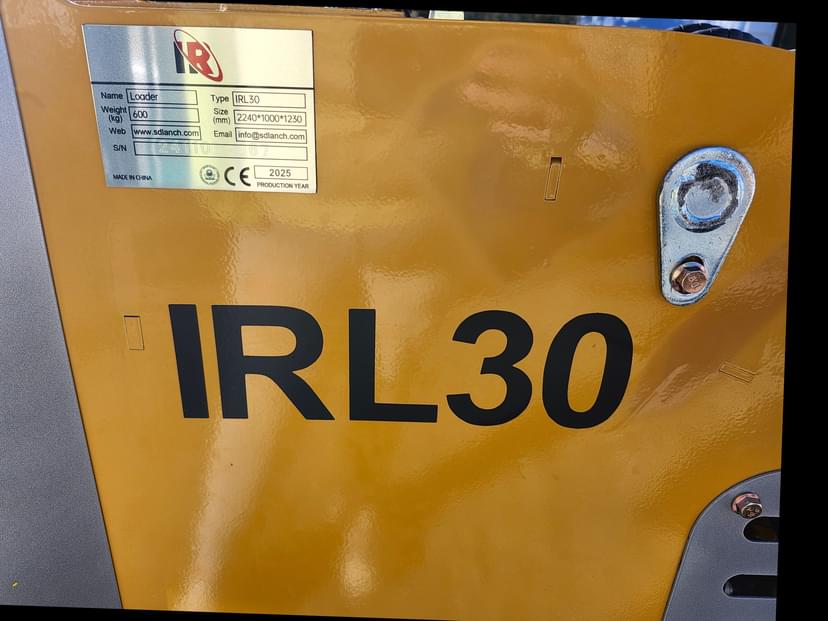 IR
Name Loader Type IRL30
Weight (kg) 600 Size (mm) 2240*1000*1230
Web www.sdlanch.com Email info@sdlanch.com
S/N
MADE IN CHINA CE 2025
PRODUCTION YEAR
IRL30